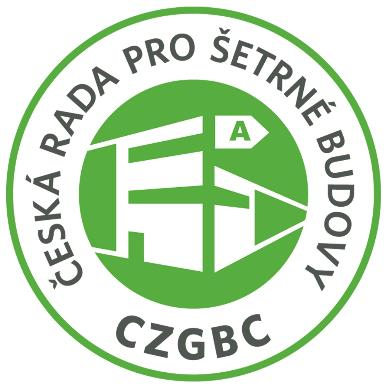 ČESKÁ RADA PRO ŠETRNÉ BUDOVY
A
CZGBC